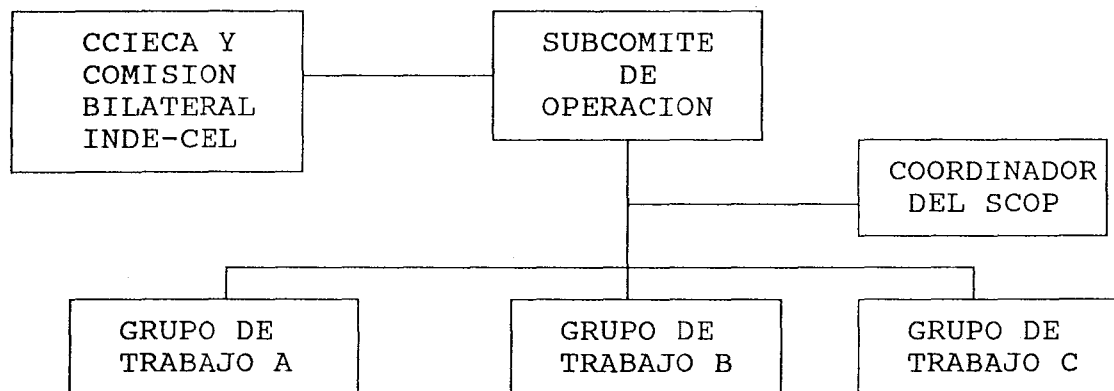 CCIECA Y
COMISION
BILATERAL
INDE-CEL
SUBCOMITE
DE
OPERACION
COORDINADOR
DEL SCOP
GRUPO DE
TRABAJO A
GRUPO DE
TRABAJO B
GRUPO DE
TRABAJO C